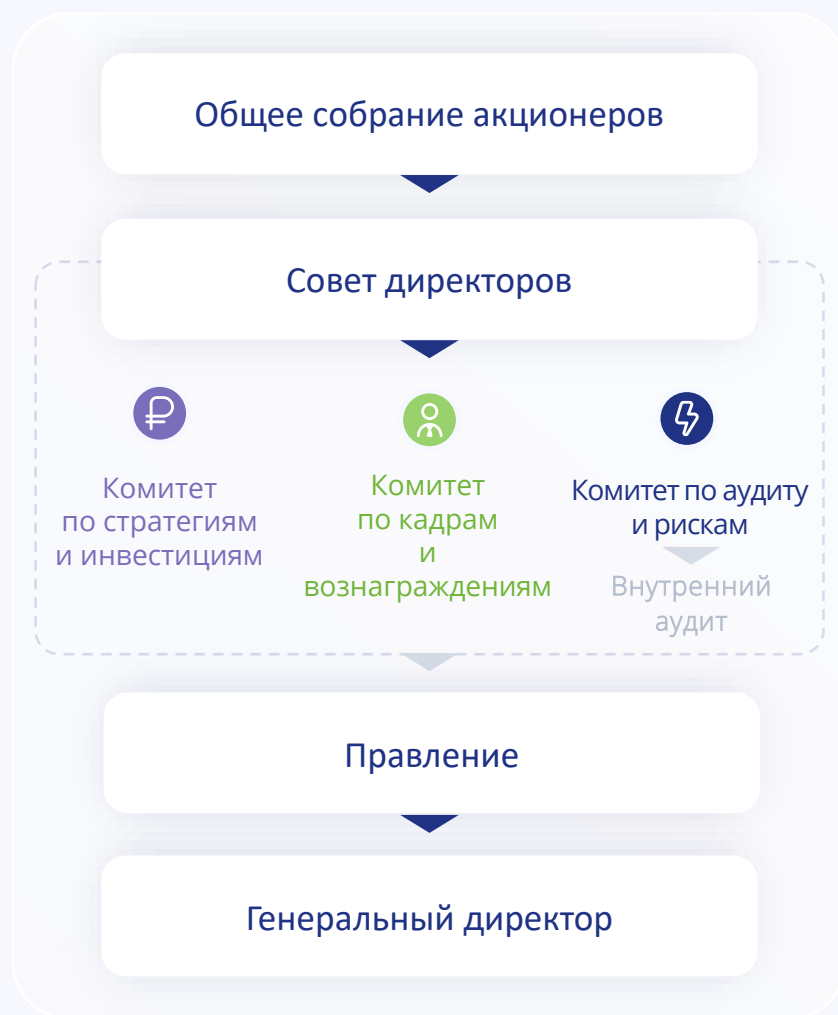 Общее собрание акционеров
Совет директоров
Комитет
по стратегиям
и инвестициям
Комитет
по кадрам
и
вознаграждениям
Комитет по аудиту
и рискам
Внутренний
аудит
Правление
Генеральный директор